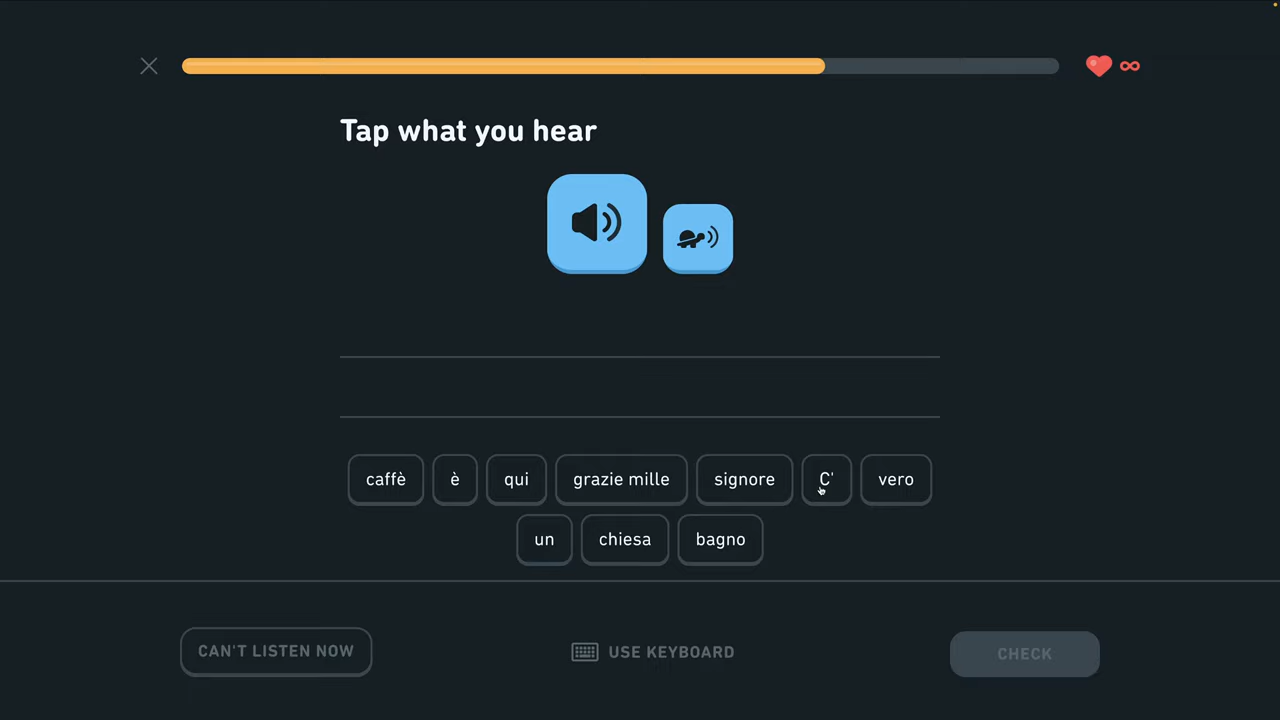 ∞
Tap what you hear
caffè è qui grazie mille signore C' vero
un chiesa bagno
CAN'T LISTEN NOW USE KEYBOARD CHECK